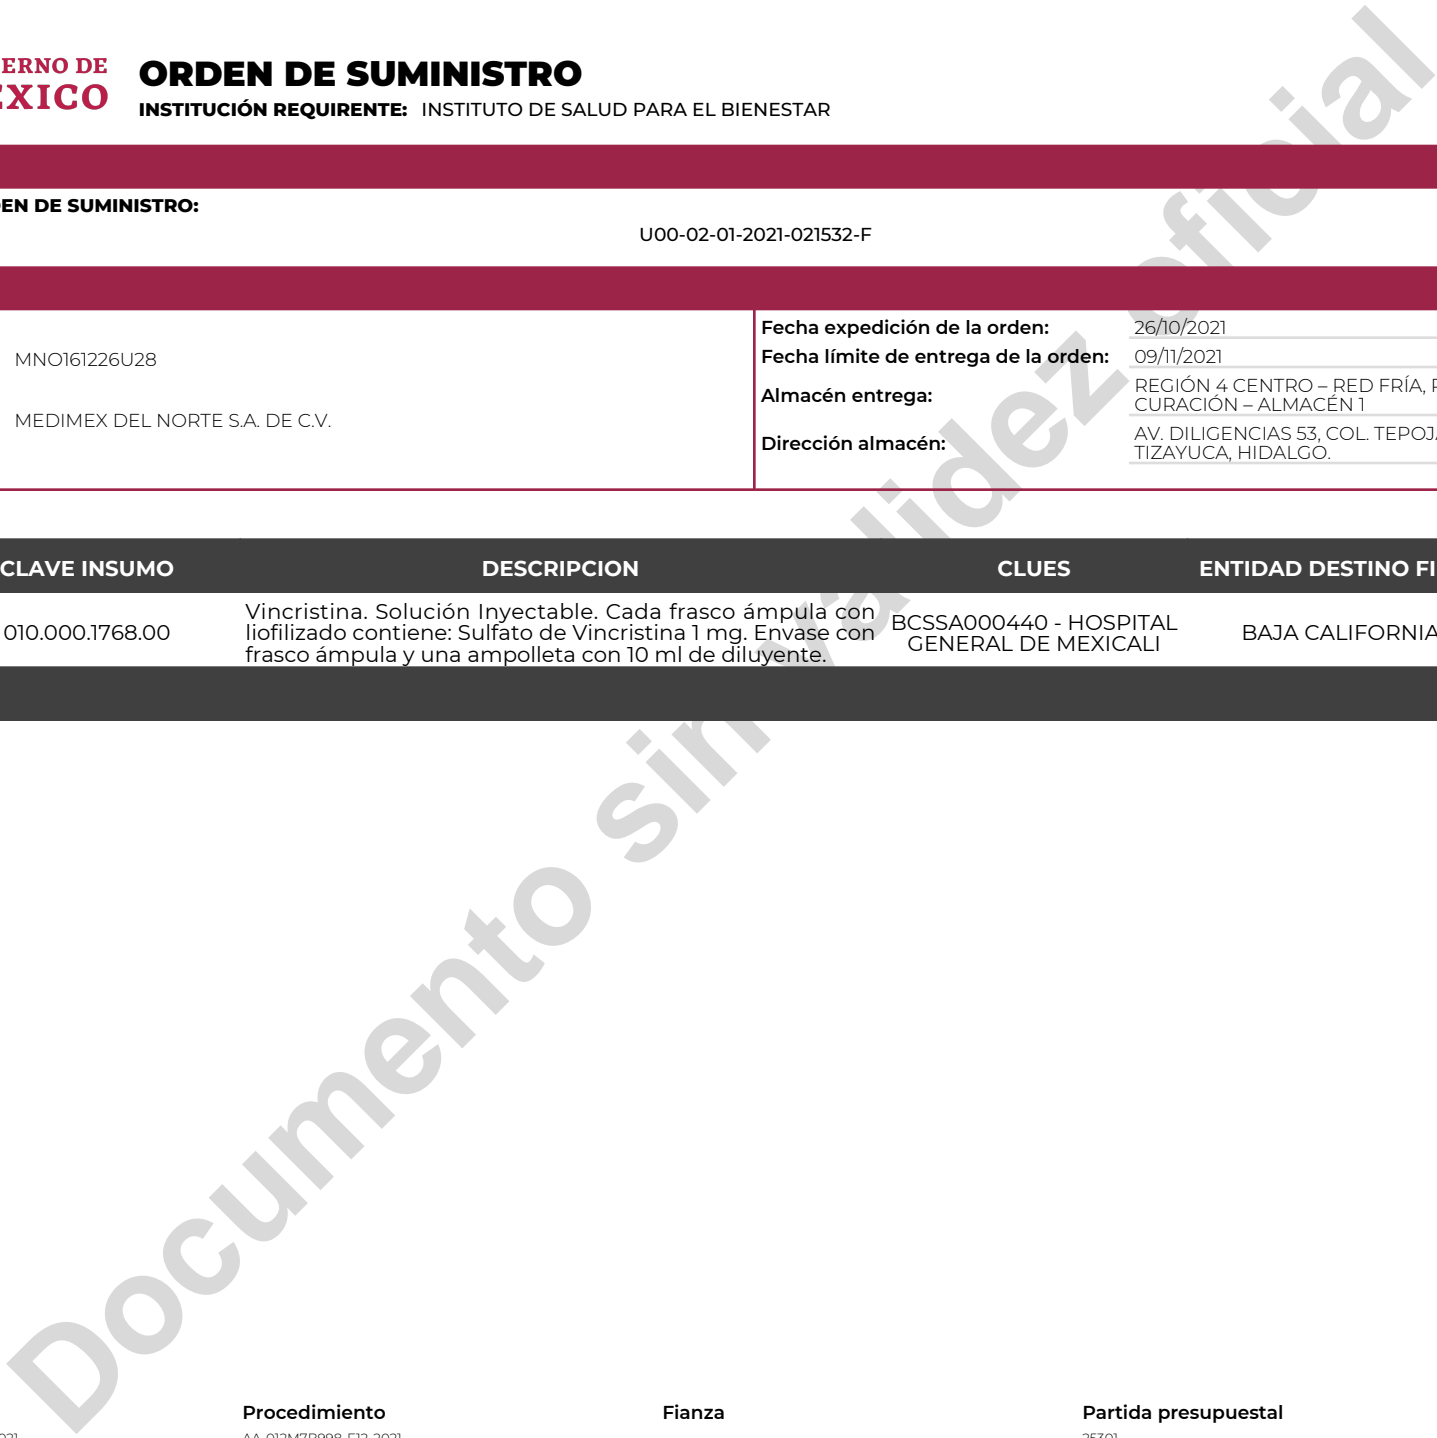 ERNO DE
ÉXICO
ORDEN DE SUMINISTRO
INSTITUCIÓN REQUIRENTE: INSTITUTO DE SALUD PARA EL BIENESTAR
EN DE SUMINISTRO:
U00-02-01-2021-021532-F
MNO161226U28
MEDIMEX DEL NORTE S.A. DE C.V.
Fecha expedición de la orden: 26/10/2021
Fecha límite de entrega de la orden: 09/11/2021
Almacén entrega: REGIÓN 4 CENTRO – RED FRÍA,
CURACIÓN – ALMACÉN 1
Dirección almacén: AV. DILIGENCIAS 53, COL. TEPOJA
TIZAYUCA, HIDALGO.
CLAVE INSUMO DESCRIPCION CLUES ENTIDAD DESTINO FI
010.000.1768.00
Vincristina. Solución Inyectable. Cada frasco ámpula con
liofilizado contiene: Sulfato de Vincristina 1 mg. Envase con
frasco ámpula y una ampolleta con 10 ml de diluyente.
BCSSA000440 - HOSPITAL
GENERAL DE MEXICALI
BAJA CALIFORNIA
Documento sin validez oficial
Procedimiento Fianza Partida presupuestal